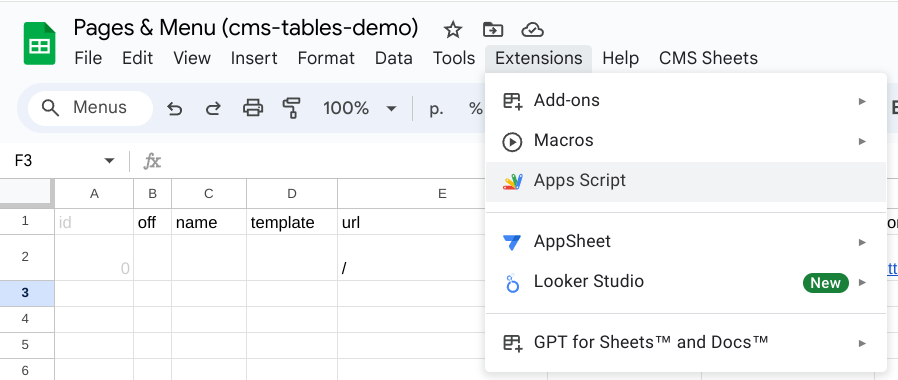 Pages & Menu (cms-tables-demo)
File Edit View Insert Format Data Tools Extensions Help CMS Sheets
Menus 100% p. %
Add-ons
Macros
Apps Script
AppSheet
Looker Studio New
GPT for Sheets™ and Docs™
F3 fx
A B C D E
1 id off name template url
2 0 /
3
4
5
6